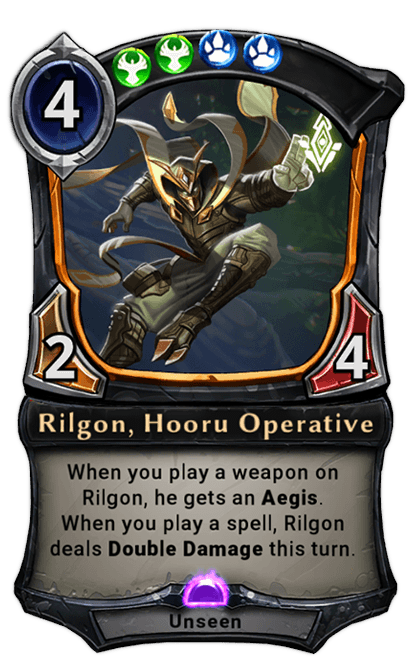 4
2
4
Rilgon, Hooru Operative
When you play a weapon on
Rilgon, he gets an Aegis.
When you play a spell, Rilgon
deals Double Damage this turn.
Unseen